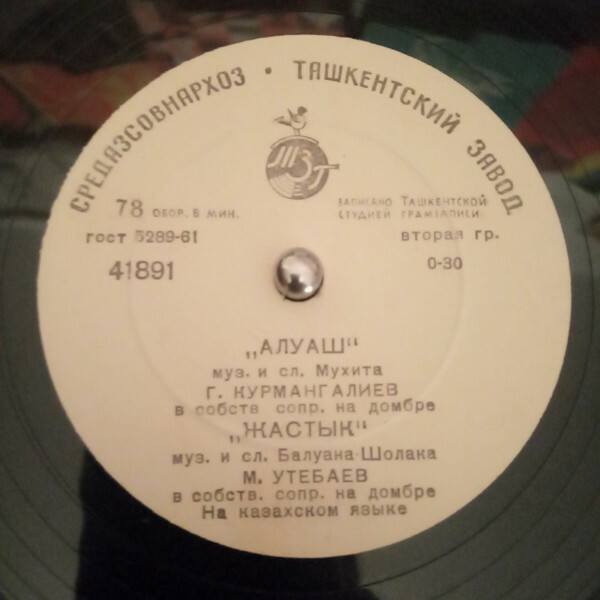 СРЕДАЗСОВНАРХОЗ • ТАШКЕНТСКИЙ ЗАВОД
ТЗГ
78 ОБОР. В МИН.
ЗАПИСАНО ТАШКЕНТСКОЙ
СТУДИЕЙ ГРАМЗАПИСИ
ГОСТ 5289-61
вторая гр.
41891
0-30
„АЛУАШ“
муз. и сл. Мухита
Г. КУРМАНГАЛИЕВ
в собств. сопр. на домбре
„ЖАСТЫК“
муз. и сл. Балуана-Шолака
М. УТЕБАЕВ
в собств. сопр. на домбре
На казахском языке